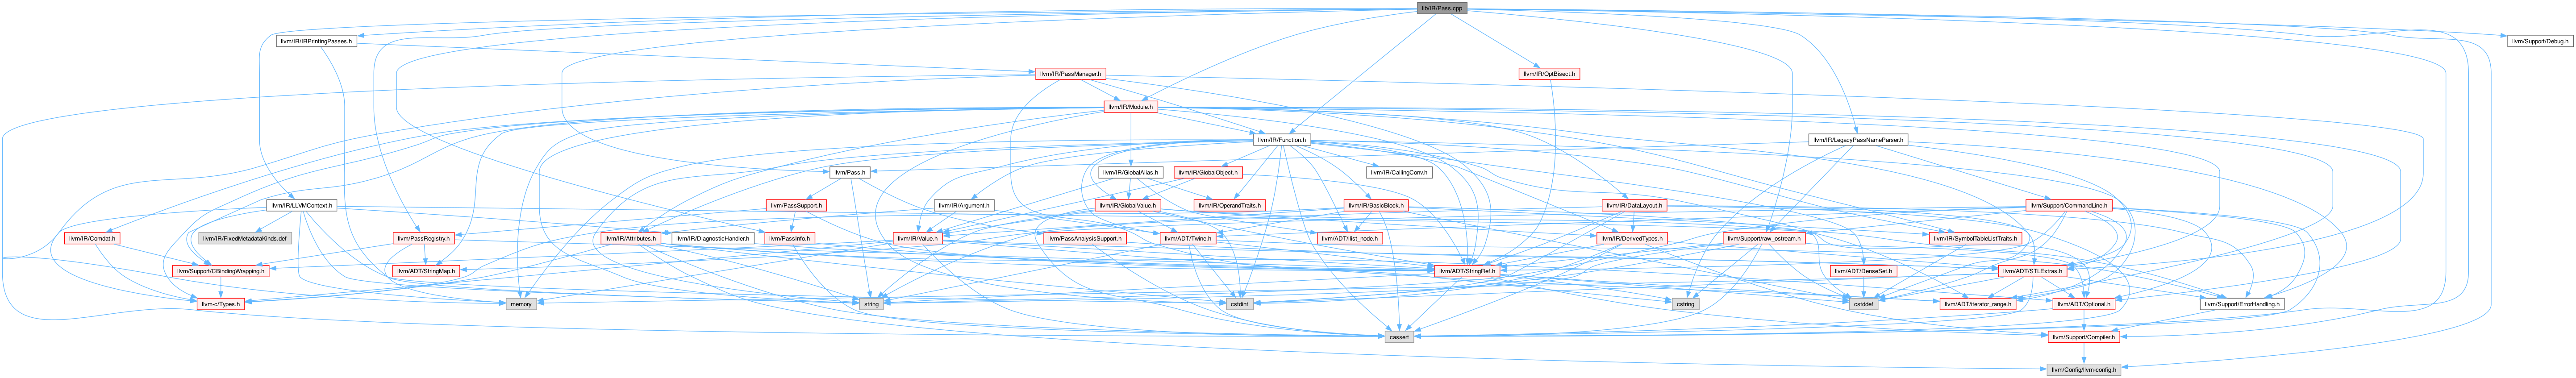 lib/IR/Pass.cpp
llvm/IR/IRPrintingPasses.h
llvm/Support/Debug.h
llvm/IR/PassManager.h
llvm/IR/OptBisect.h
llvm/IR/Module.h
llvm/IR/Function.h
llvm/IR/LegacyPassNameParser.h
llvm/Pass.h
llvm/IR/GlobalAlias.h
llvm/IR/GlobalObject.h
llvm/IR/CallingConv.h
llvm/IR/LLVMContext.h
llvm/PassSupport.h
llvm/IR/Argument.h
llvm/IR/GlobalValue.h
llvm/IR/OperandTraits.h
llvm/IR/BasicBlock.h
llvm/IR/DataLayout.h
llvm/Support/CommandLine.h
llvm/IR/Comdat.h
llvm/IR/FixedMetadataKinds.def
llvm/PassRegistry.h
llvm/IR/Attributes.h
llvm/IR/DiagnosticHandler.h
llvm/PassInfo.h
llvm/IR/Value.h
llvm/PassAnalysisSupport.h
llvm/ADT/Twine.h
llvm/ADT/ilist_node.h
llvm/IR/DerivedTypes.h
llvm/Support/raw_ostream.h
llvm/IR/SymbolTableListTraits.h
llvm/Support/CBindingWrapping.h
llvm/ADT/StringMap.h
llvm/ADT/StringRef.h
llvm/ADT/DenseSet.h
llvm/ADT/STLExtras.h
llvm-c/Types.h
memory
string
cstdint
cstring
cstddef
llvm/ADT/iterator_range.h
llvm/ADT/Optional.h
llvm/Support/ErrorHandling.h
cassert
llvm/Support/Compiler.h
llvm/Config/llvm-config.h